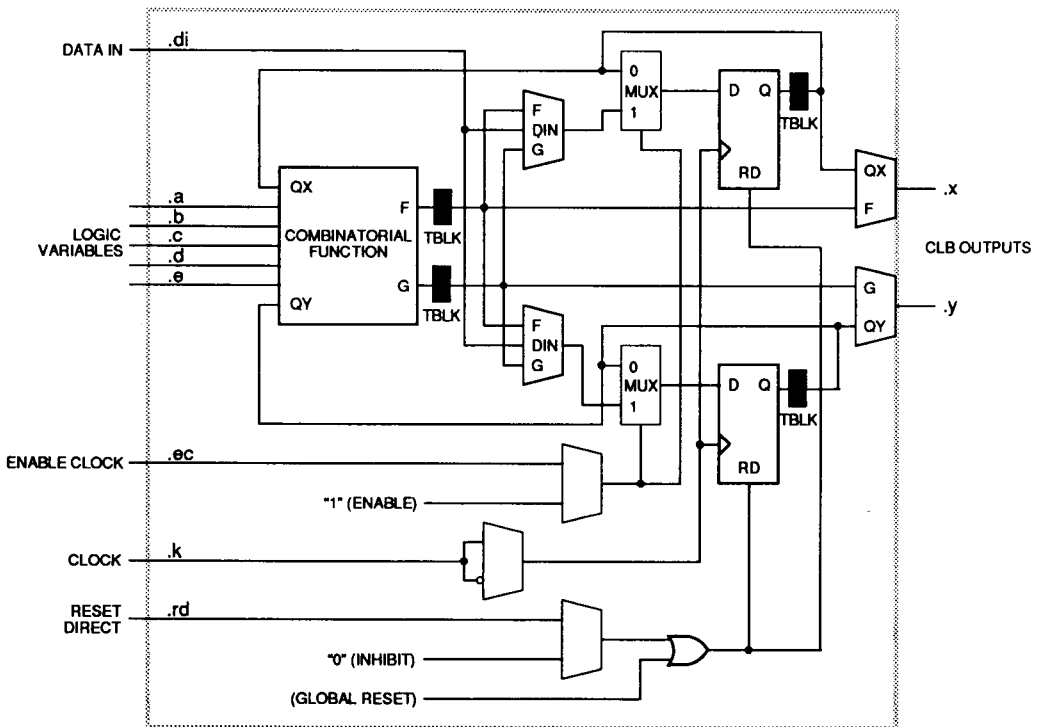 DATA IN
.di
0
MUX
1
F
DIN
G
D Q
TBLK
RD
QX
F
.x
QX
F
TBLK
COMBINATORIAL
FUNCTION
G
TBLK
QY
LOGIC
VARIABLES
.a
.b
.c
.d
.e
CLB OUTPUTS
G
QY
.y
F
DIN
G
0
MUX
1
D Q
TBLK
RD
ENABLE CLOCK
.ec
"1" (ENABLE)
CLOCK
.k
RESET
DIRECT
.rd
"0" (INHIBIT)
(GLOBAL RESET)